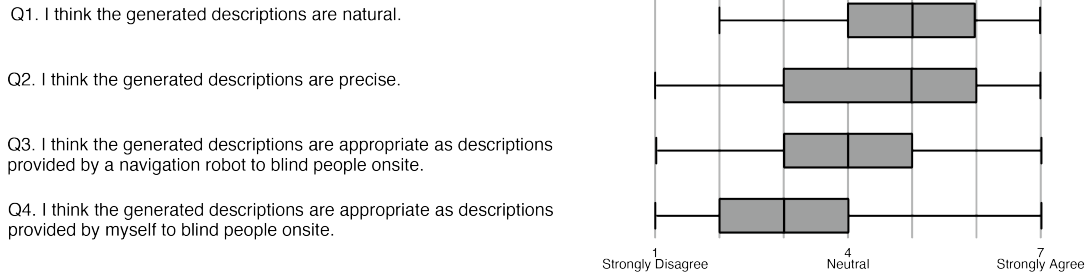 Q1. I think the generated descriptions are natural.
Q2. I think the generated descriptions are precise.
Q3. I think the generated descriptions are appropriate as descriptions
provided by a navigation robot to blind people onsite.
Q4. I think the generated descriptions are appropriate as descriptions
provided by myself to blind people onsite.
1 4 7
Strongly Disagree Neutral Strongly Agree